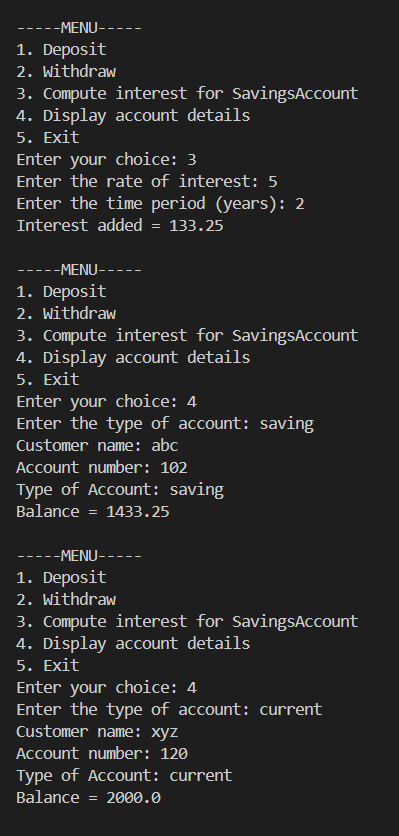 -----MENU-----
1. Deposit
2. Withdraw
3. Compute interest for SavingsAccount
4. Display account details
5. Exit
Enter your choice: 3
Enter the rate of interest: 5
Enter the time period (years): 2
Interest added = 133.25
-----MENU-----
1. Deposit
2. Withdraw
3. Compute interest for SavingsAccount
4. Display account details
5. Exit
Enter your choice: 4
Enter the type of account: saving
Customer name: abc
Account number: 102
Type of Account: saving
Balance = 1433.25
-----MENU-----
1. Deposit
2. Withdraw
3. Compute interest for SavingsAccount
4. Display account details
5. Exit
Enter your choice: 4
Enter the type of account: current
Customer name: xyz
Account number: 120
Type of Account: current
Balance = 2000.0